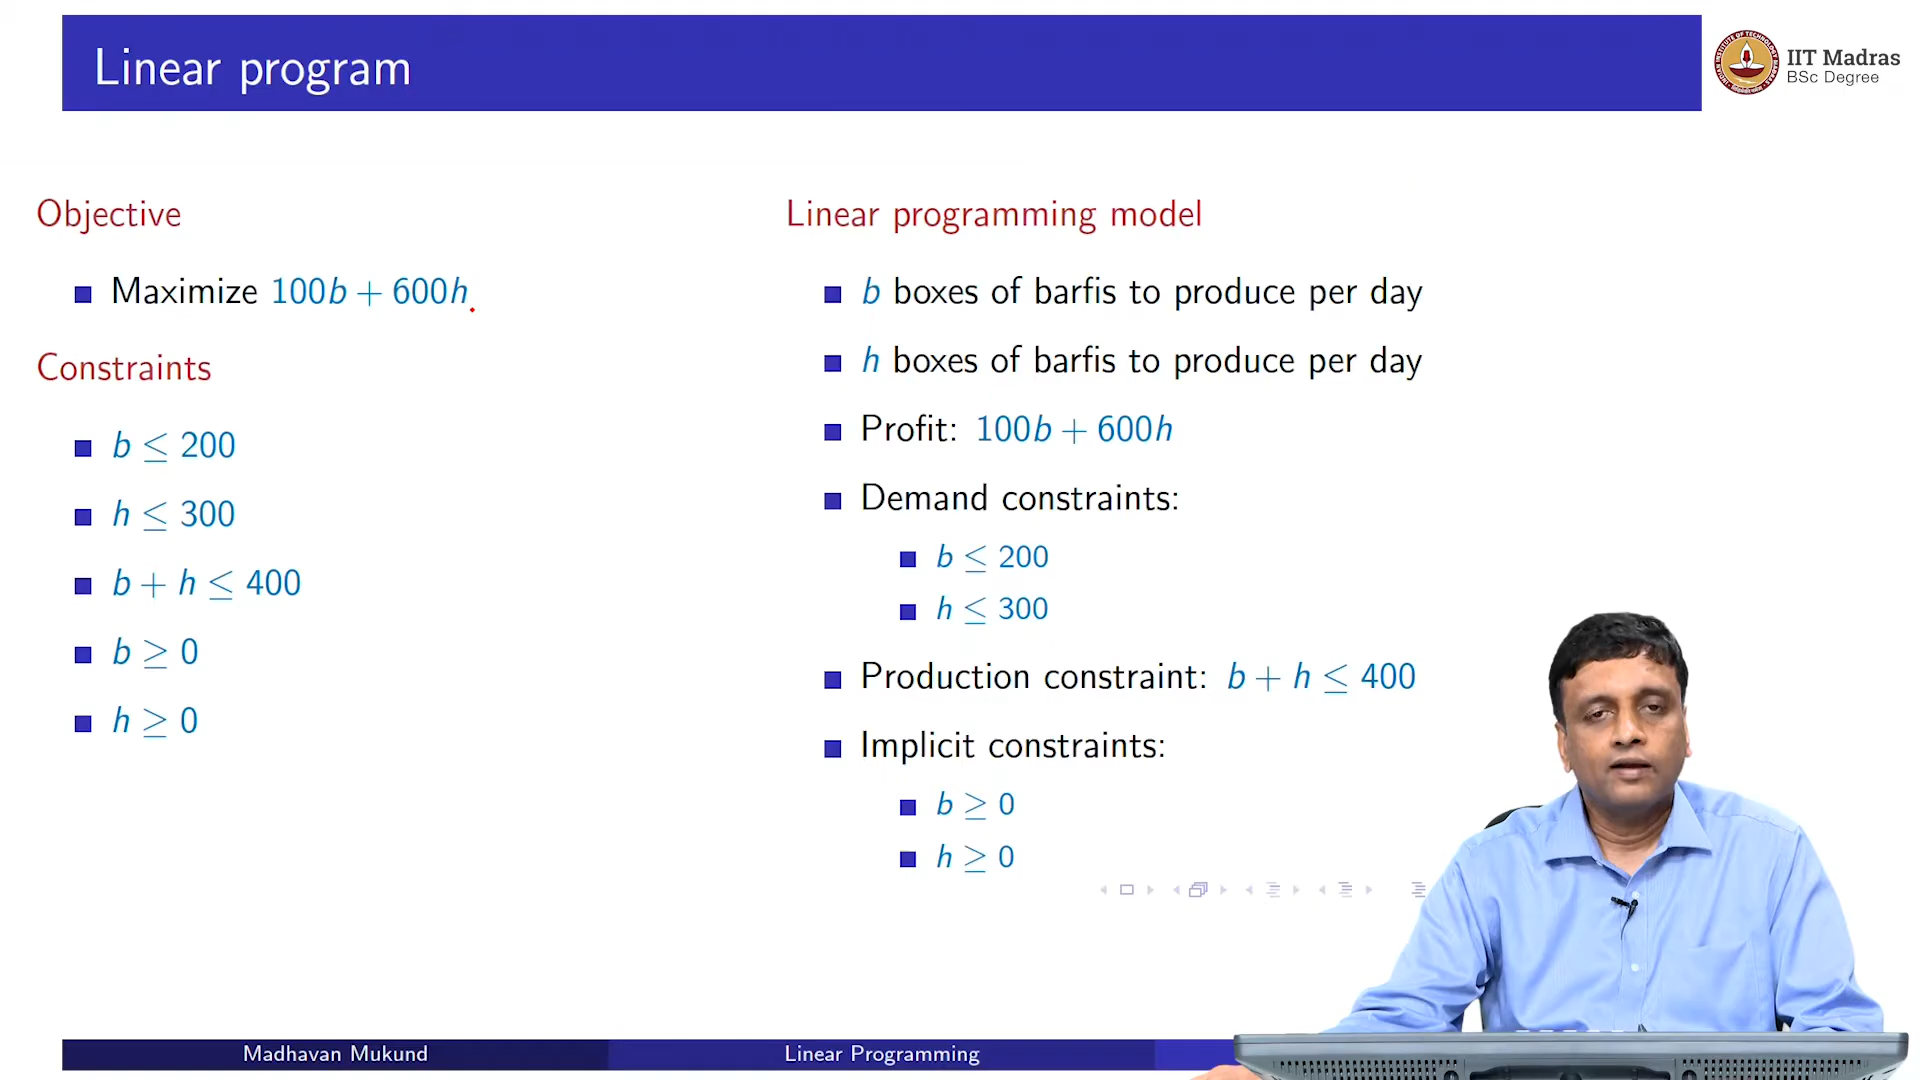 Linear program
IIT Madras
BSc Degree
Objective
Maximize 100b + 600h
Constraints
b ≤ 200
h ≤ 300
b + h ≤ 400
b ≥ 0
h ≥ 0
Linear programming model
b boxes of barfis to produce per day
h boxes of barfis to produce per day
Profit: 100b + 600h
Demand constraints:
b ≤ 200
h ≤ 300
Production constraint: b + h ≤ 400
Implicit constraints:
b ≥ 0
h ≥ 0
Madhavan Mukund
Linear Programming